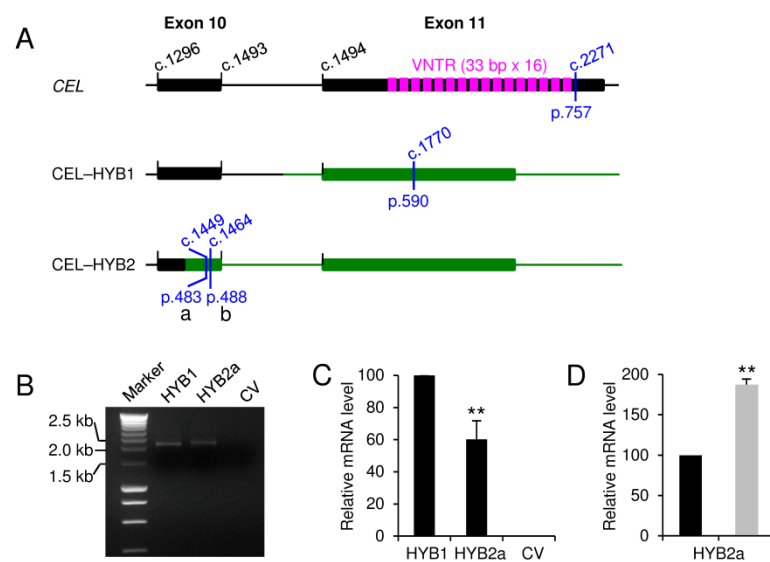 A
Exon 10
Exon 11
c.1296
c.1493
c.1494
VNTR (33 bp x 16)
c.2271
CEL
p.757
c.1770
CEL–HYB1
p.590
c.1449
c.1464
CEL–HYB2
p.483
p.488
a
b
B
Marker
HYB1
HYB2a
CV
2.5 kb
2.0 kb
1.5 kb
C
Relative mRNA level
100
80
60
40
20
0
**
HYB1
HYB2a
CV
D
Relative mRNA level
200
150
100
50
0
**
HYB2a